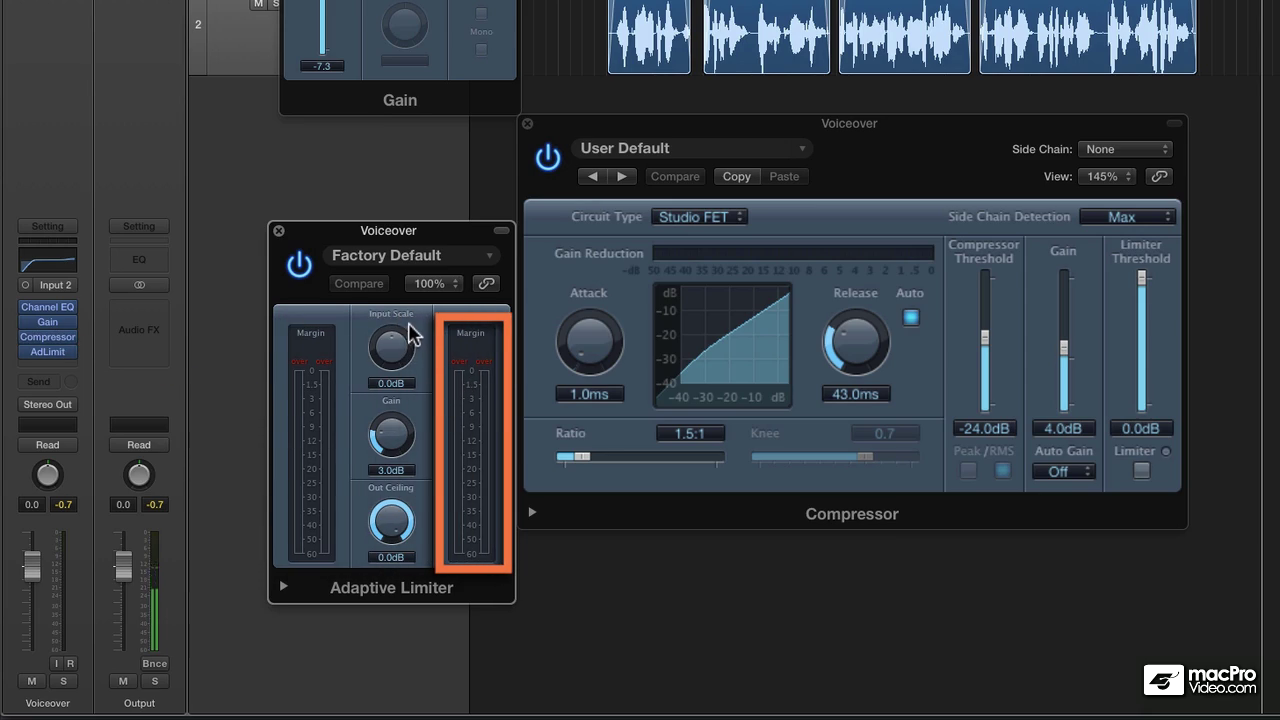 M S
2
Mono
-7.3
Gain
Voiceover
User Default
Side Chain: None
Compare Copy Paste
View: 145%
Circuit Type Studio FET
Side Chain Detection Max
Gain Reduction
-dB 50 45 40 35 30 25 20 18 16 14 12 10 8 6 4 3 2 1 .5 0
Compressor Threshold
Gain
Limiter Threshold
Attack
dB
-10
-20
-30
-40
-40 -30 -20 -10 dB
Release
Auto
1.0ms
43.0ms
Ratio 1.5:1
Knee 0.7
-24.0dB
4.0dB
0.0dB
Peak /RMS
Auto Gain
Off
Limiter
Compressor
Voiceover
Factory Default
Compare 100%
Margin
over over
0
1.5
3
6
9
12
15
20
25
30
35
40
50
60
Input Scale
0.0dB
Gain
3.0dB
Out Ceiling
0.0dB
Margin
over over
0
1.5
3
6
9
12
15
20
25
30
35
40
50
60
Adaptive Limiter
Setting
Input 2
Channel EQ
Gain
Compressor
AdLimit
Send
Stereo Out
Read
0.0 -0.7
I R
M S
Voiceover
Setting
EQ
Audio FX
Read
0.0 -0.7
Bnce
M S
Output
macPro
Video.com